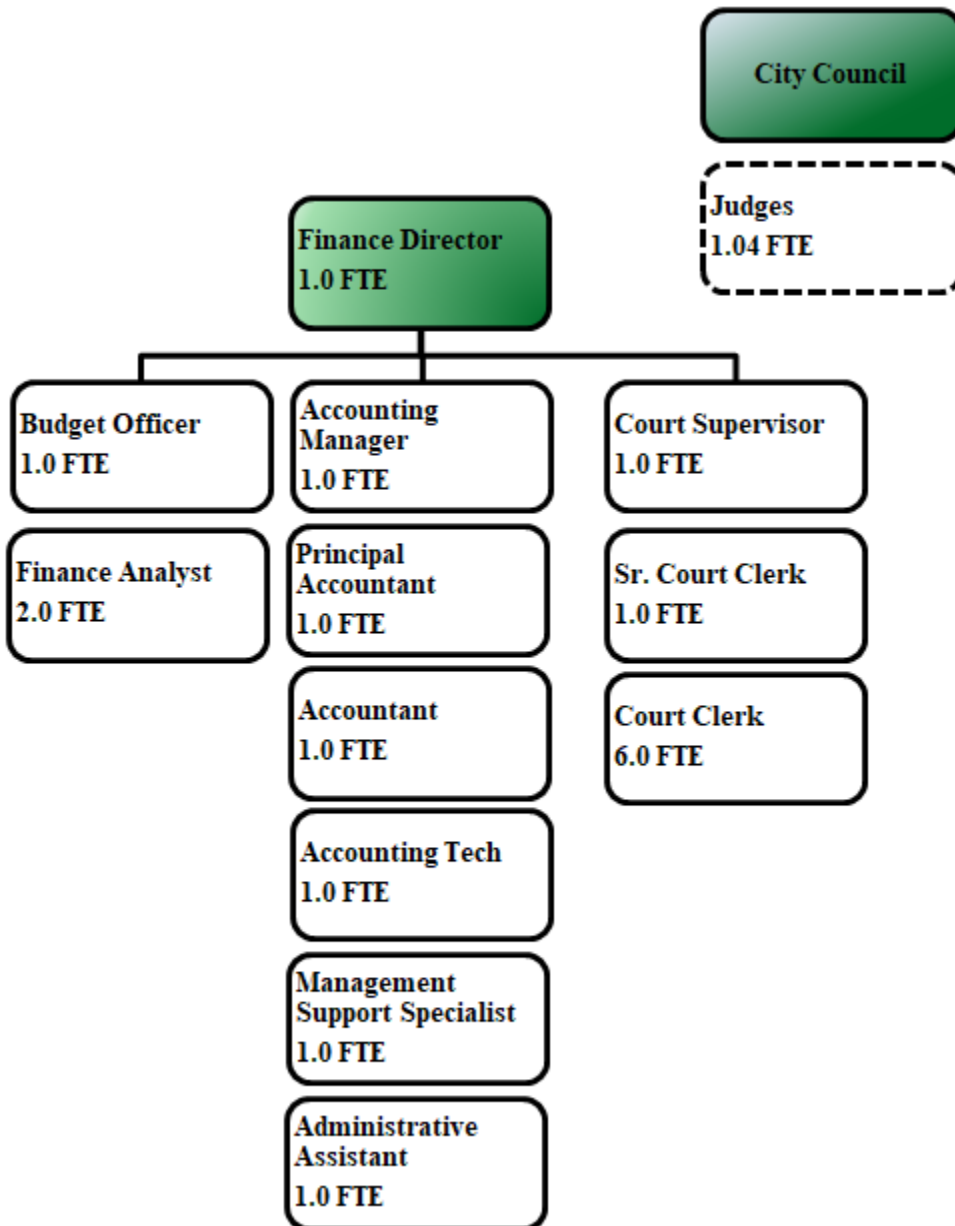 City Council
Judges
1.04 FTE
Finance Director
1.0 FTE
Budget Officer
1.0 FTE
Finance Analyst
2.0 FTE
Accounting
Manager
1.0 FTE
Principal
Accountant
1.0 FTE
Accountant
1.0 FTE
Accounting Tech
1.0 FTE
Management
Support Specialist
1.0 FTE
Administrative
Assistant
1.0 FTE
Court Supervisor
1.0 FTE
Sr. Court Clerk
1.0 FTE
Court Clerk
6.0 FTE